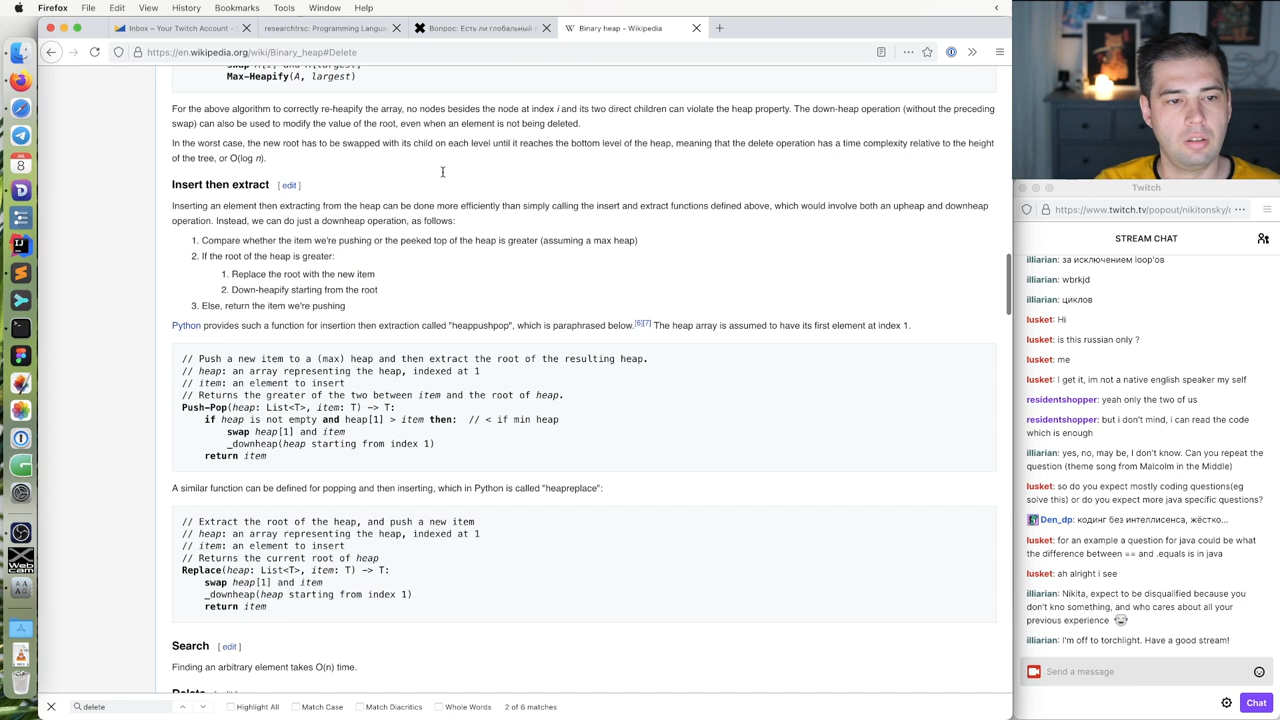 Firefox File Edit View History Bookmarks Tools Window Help
Inbox – Your Twitch Account -
research!rsc: Programming Langua
Вопрос: Есть ли глобальный
Binary heap - Wikipedia
https://en.wikipedia.org/wiki/Binary_heap#Delete
Max-Heapify(A, largest)
For the above algorithm to correctly re-heapify the array, no nodes besides the node at index i and its two direct children can violate the heap property. The down-heap operation (without the preceding
swap) can also be used to modify the value of the root, even when an element is not being deleted.
In the worst case, the new root has to be swapped with its child on each level until it reaches the bottom level of the heap, meaning that the delete operation has a time complexity relative to the height
of the tree, or O(log n).
Insert then extract [ edit ]
Inserting an element then extracting from the heap can be done more efficiently than simply calling the insert and extract functions defined above, which would involve both an upheap and downheap
operation. Instead, we can do just a downheap operation, as follows:
1. Compare whether the item we're pushing or the peeked top of the heap is greater (assuming a max heap)
2. If the root of the heap is greater:
1. Replace the root with the new item
2. Down-heapify starting from the root
3. Else, return the item we're pushing
Python provides such a function for insertion then extraction called "heappushpop", which is paraphrased below.[6][7] The heap array is assumed to have its first element at index 1.
// Push a new item to a (max) heap and then extract the root of the resulting heap.
// heap: an array representing the heap, indexed at 1
// item: an element to insert
// Returns the greater of the two between item and the root of heap.
Push-Pop(heap: List<T>, item: T) -> T:
if heap is not empty and heap[1] > item then: // < if min heap
swap heap[1] and item
_downheap(heap starting from index 1)
return item
A similar function can be defined for popping and then inserting, which in Python is called "heapreplace":
// Extract the root of the heap, and push a new item
// heap: an array representing the heap, indexed at 1
// item: an element to insert
// Returns the current root of heap
Replace(heap: List<T>, item: T) -> T:
swap heap[1] and item
_downheap(heap starting from index 1)
return item
Search [ edit ]
Finding an arbitrary element takes O(n) time.
delete
Highlight All
Match Case
Match Diacritics
Whole Words
2 of 6 matches
Twitch
https://www.twitch.tv/popout/nikitonsky/
STREAM CHAT
illiarian: за исключением loop'ов
illiarian: wbrkjd
illiarian: циклов
lusket: Hi
lusket: is this russian only ?
lusket: me
lusket: I get it, im not a native english speaker my self
residentshopper: yeah only the two of us
residentshopper: but i don't mind, i can read the code
which is enough
illiarian: yes, no, may be, I don't know. Can you repeat the
question (theme song from Malcolm in the Middle)
lusket: so do you expect mostly coding questions(eg
solve this) or do you expect more java specific questions?
Den_dp: кодинг без интеллисенса, жёстко...
lusket: for an example a question for java could be what
the difference between == and .equals is in java
lusket: ah alright i see
illiarian: Nikita, expect to be disqualified because you
don't kno something, and who cares about all your
previous experience
illiarian: I'm off to torchlight. Have a good stream!
Send a message
Chat